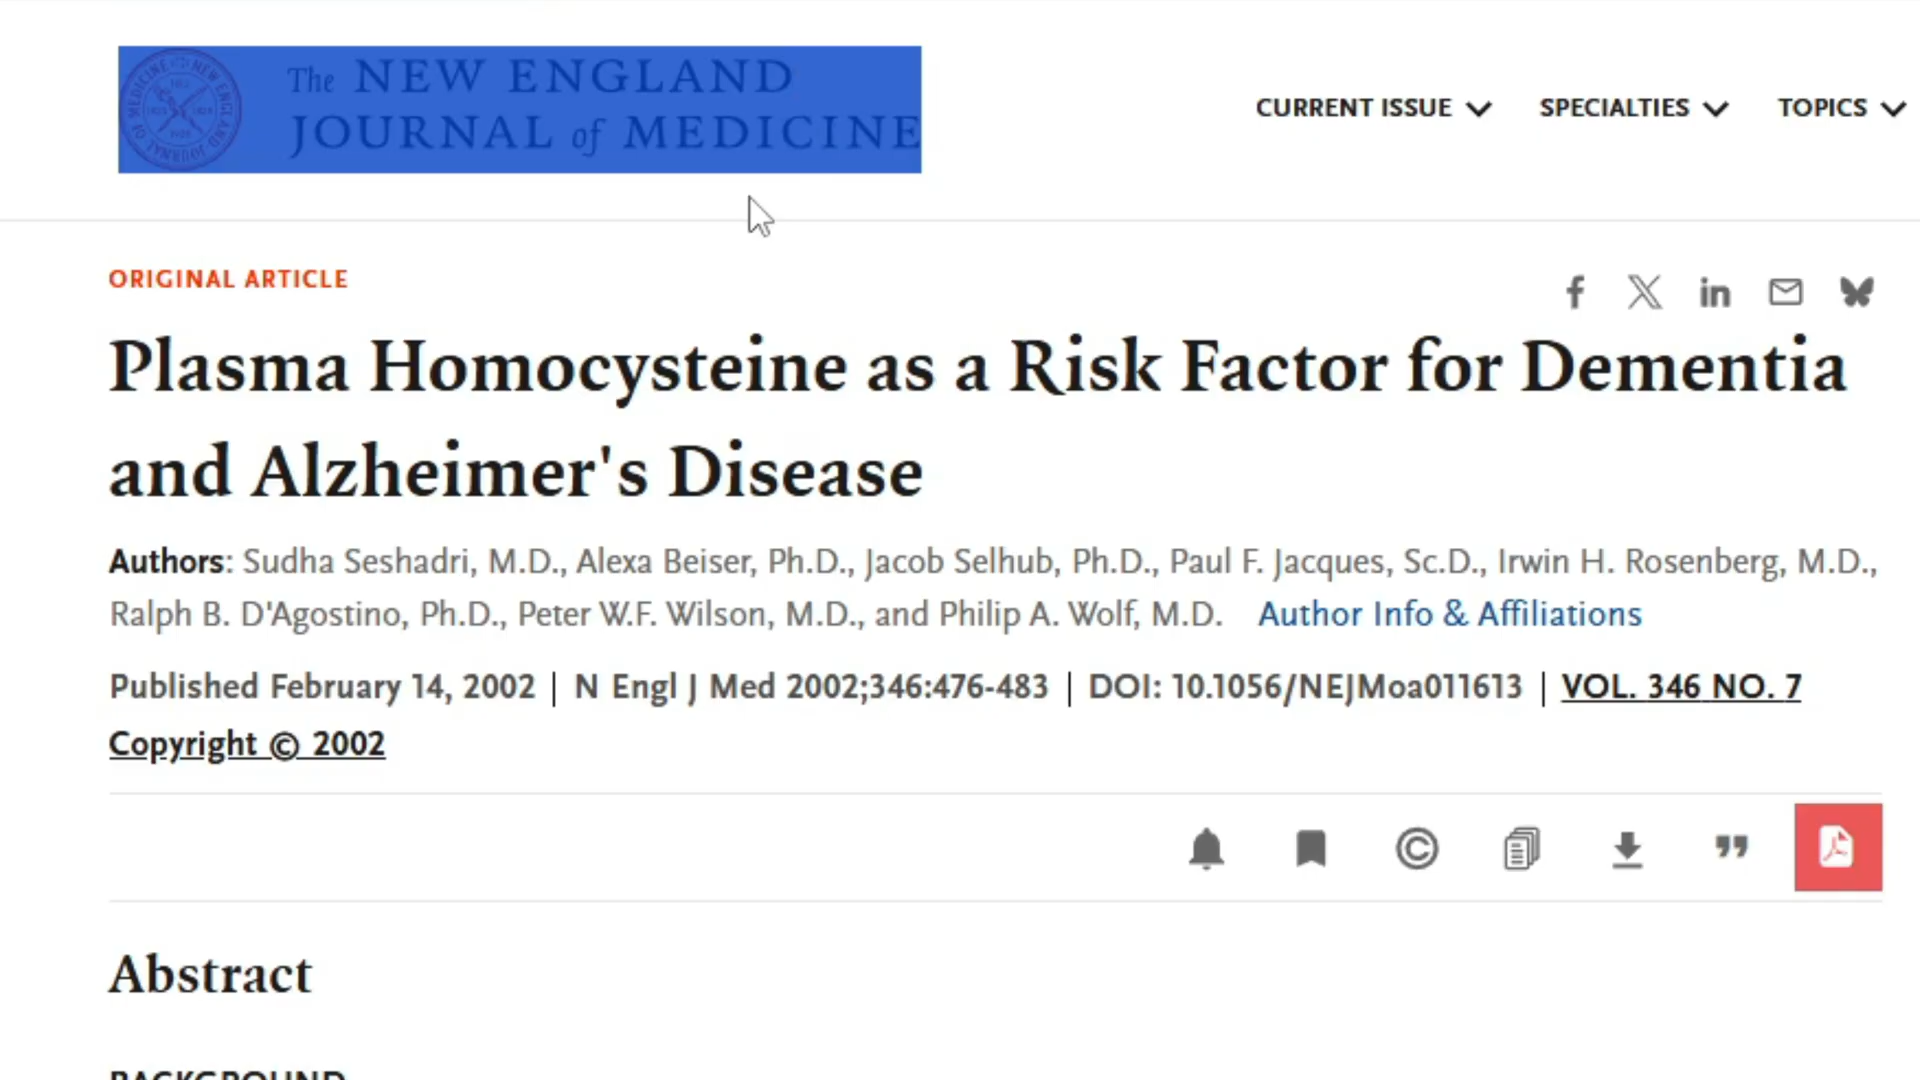 The NEW ENGLAND
JOURNAL of MEDICINE
CURRENT ISSUE
SPECIALTIES
TOPICS
ORIGINAL ARTICLE
Plasma Homocysteine as a Risk Factor for Dementia
and Alzheimer's Disease
Authors: Sudha Seshadri, M.D., Alexa Beiser, Ph.D., Jacob Selhub, Ph.D., Paul F. Jacques, Sc.D., Irwin H. Rosenberg, M.D.,
Ralph B. D'Agostino, Ph.D., Peter W.F. Wilson, M.D., and Philip A. Wolf, M.D. Author Info & Affiliations
Published February 14, 2002 | N Engl J Med 2002;346:476-483 | DOI: 10.1056/NEJMoa011613 | VOL. 346 NO. 7
Copyright © 2002
Abstract
BACKGROUND